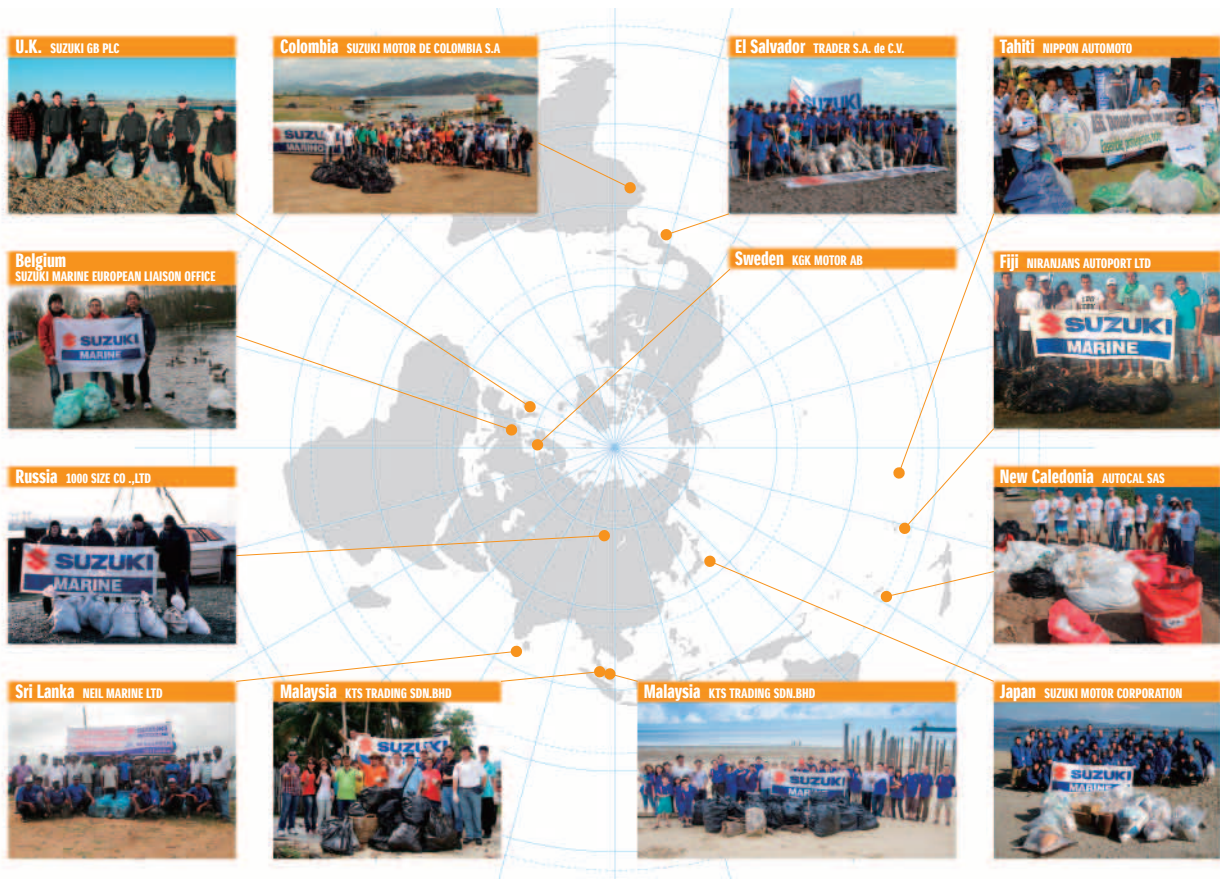 U.K. SUZUKI GB PLC
Colombia SUZUKI MOTOR DE COLOMBIA S.A
SUZU
MARINO
El Salvador TRADER S.A. de C.V.
SUZUKI
Tahiti NIPPON AUTOMOTO
Belgium
SUZUKI MARINE EUROPEAN LIAISON OFFICE
SUZUKI
MARINE
Sweden KGK MOTOR AB
Fiji NIRANJANS AUTOPORT LTD
SUZUKI
MARINE
Russia 1000 SIZE CO .,LTD
SUZUKI
MARINE
New Caledonia AUTOCAL SAS
Sri Lanka NEIL MARINE LTD
Malaysia KTS TRADING SDN.BHD
SUZUKI
Malaysia KTS TRADING SDN.BHD
SUZUKI
Japan SUZUKI MOTOR CORPORATION
SUZUKI
MARINE